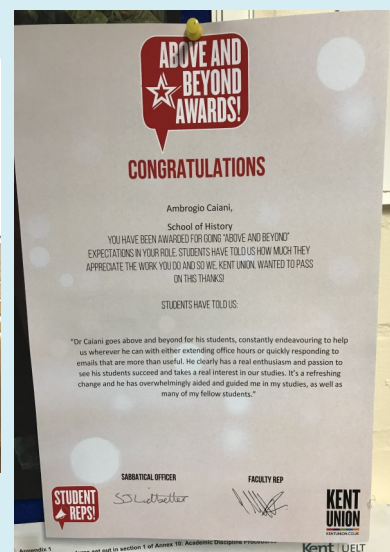 ABOVE AND
BEYOND
AWARDS!
CONGRATULATIONS
Ambrogio Caiani,
School of History
YOU HAVE BEEN AWARDED FOR GOING "ABOVE AND BEYOND"
EXPECTATIONS IN YOUR ROLE. STUDENTS HAVE TOLD US HOW MUCH THEY
APPRECIATE THE WORK YOU DO AND SO WE, KENT UNION, WANTED TO PASS
ON THIS THANKS!
STUDENTS HAVE TOLD US:
"Dr Caiani goes above and beyond for his students, constantly endeavouring to help
us wherever he can with either extending office hours or quickly responding to
emails that are more than useful. He clearly has a real enthusiasm and passion to
see his students succeed and takes a real interest in our studies. It's a refreshing
change and he has overwhelmingly aided and guided me in my studies, as well as
many of my fellow students."
SABBATICAL OFFICER
FACULTY REP
STUDENT
REPS!
KENT
UNION
KENTUNION.CO.UK
Appendix 1
set out in section 1 of Annex 10: Academic Discipline
Kent UELT